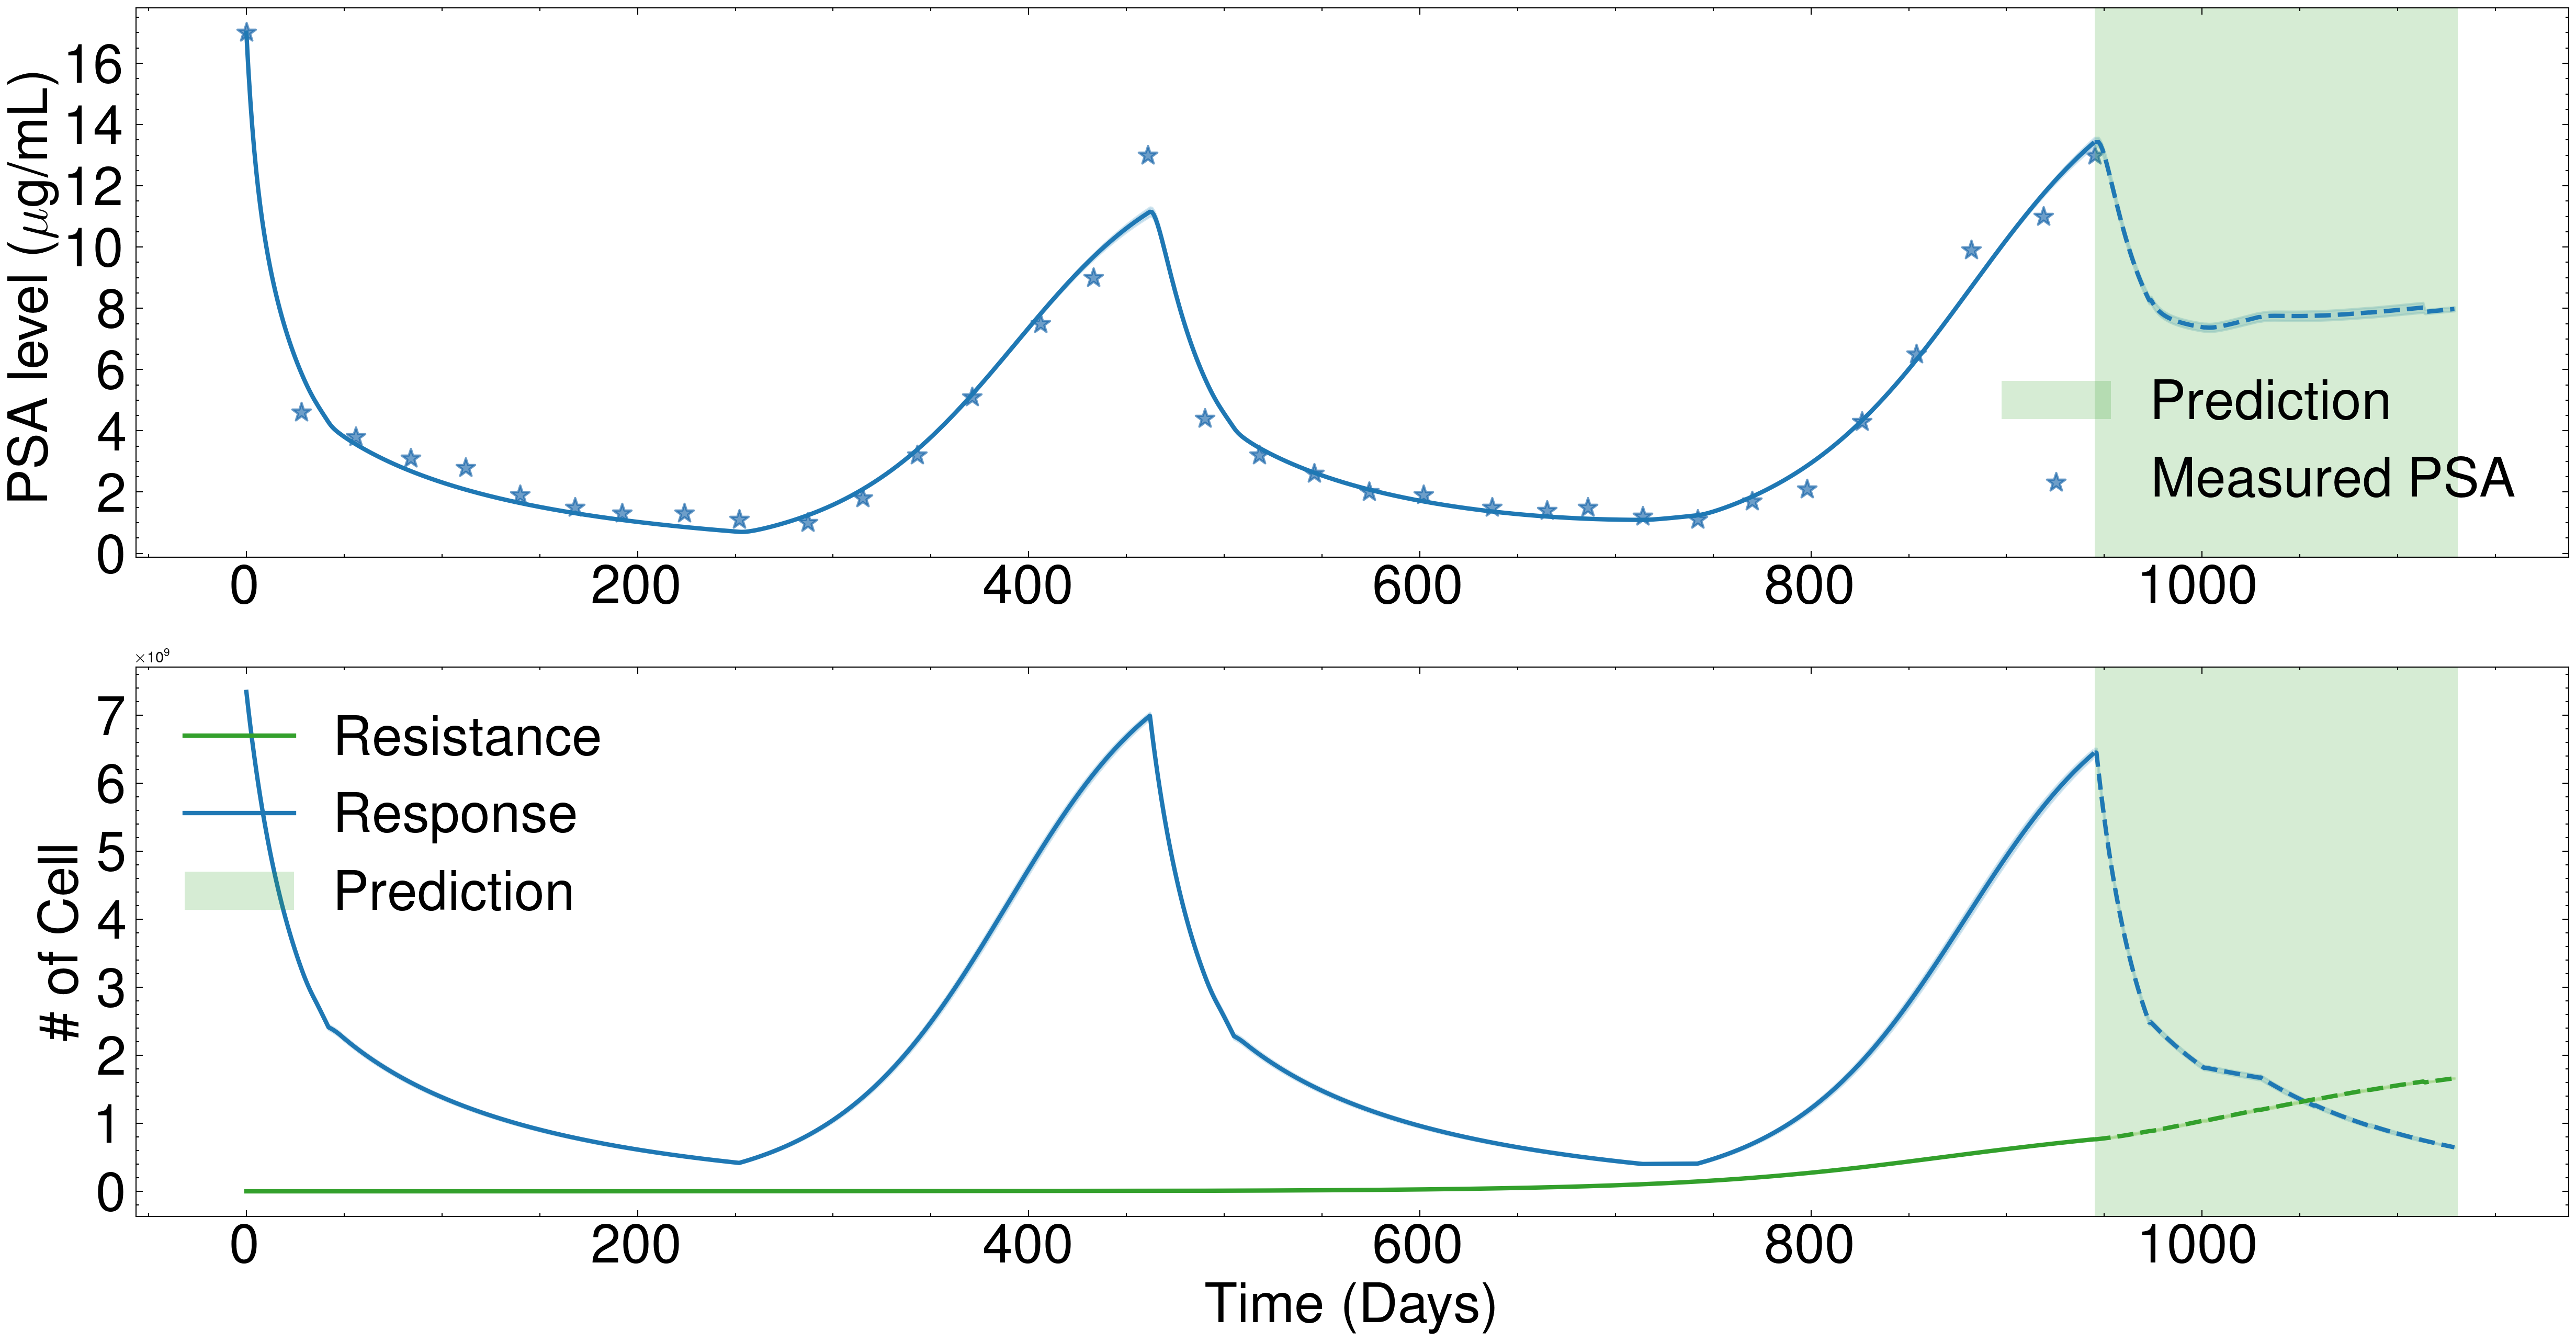 PSA level (μg/mL)
16
14
12
10
8
6
4
2
0
0 200 400 600 800 1000
Prediction
Measured PSA
×10⁹
# of Cell
7
6
5
4
3
2
1
0
Resistance
Response
Prediction
0 200 400 600 800 1000
Time (Days)